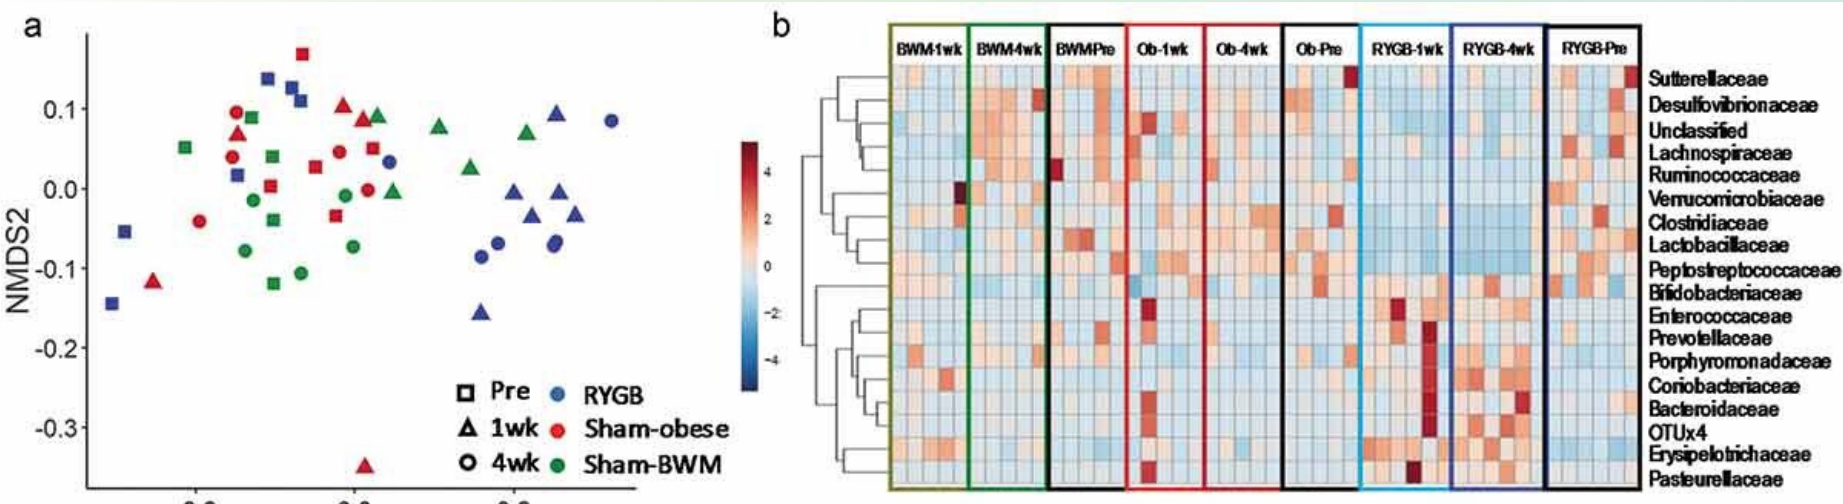 a
NMDS2
0.1
0.0
-0.1
-0.2
-0.3
Pre
1wk
4wk
RYGB
Sham-obese
Sham-BWM
b
4
2
0
-2
-4
BWM-1wk BWM-4wk BWM-Pre Ob-1wk Ob-4wk Ob-Pre RYGB-1wk RYGB-4wk RYGB-Pre
Sutterellaceae
Desulfovibrionaceae
Unclassified
Lachnospiraceae
Ruminococcaceae
Verrucomicrobiaceae
Clostridiaceae
Lactobacillaceae
Peptostreptococcaceae
Bifidobacteriaceae
Enterococcaceae
Prevotellaceae
Porphyromonadaceae
Coriobacteriaceae
Bacteroidaceae
OTUx4
Erysipelotrichaceae
Pasteurellaceae